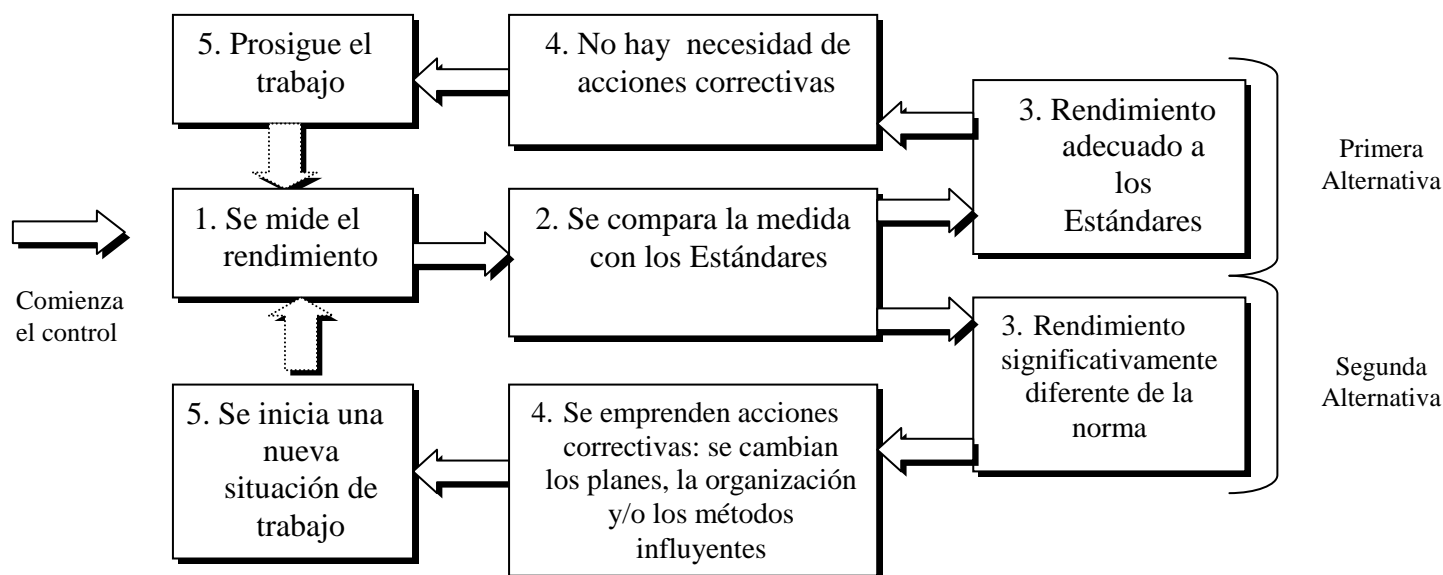 5. Prosigue el
trabajo
4. No hay necesidad de
acciones correctivas
3. Rendimiento
adecuado a
los
Estándares
Primera
Alternativa
Comienza
el control
1. Se mide el
rendimiento
2. Se compara la medida
con los Estándares
3. Rendimiento
significativamente
diferente de la
norma
Segunda
Alternativa
5. Se inicia una
nueva
situación de
trabajo
4. Se emprenden acciones
correctivas: se cambian
los planes, la organización
y/o los métodos
influyentes